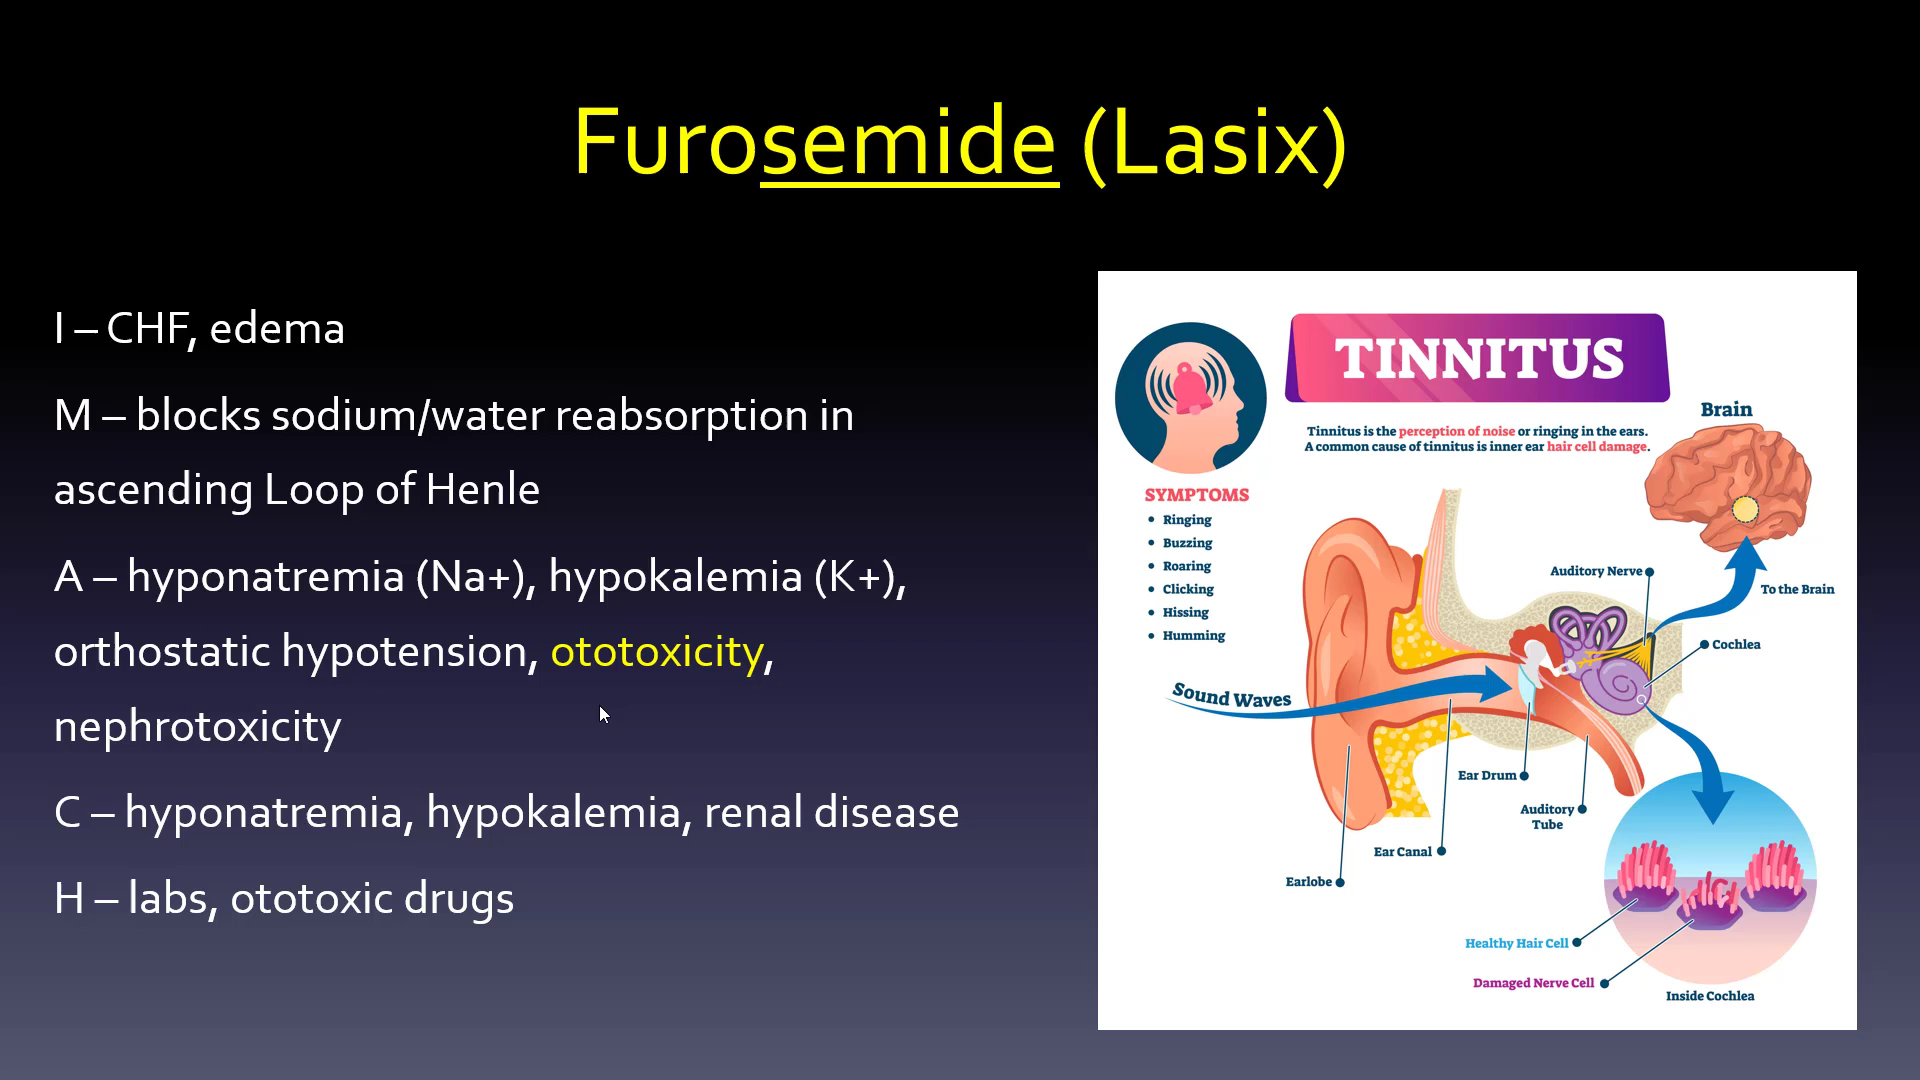 Furosemide (Lasix)
I – CHF, edema
M – blocks sodium/water reabsorption in
ascending Loop of Henle
A – hyponatremia (Na+), hypokalemia (K+),
orthostatic hypotension, ototoxicity,
nephrotoxicity
C – hyponatremia, hypokalemia, renal disease
H – labs, ototoxic drugs
TINNITUS
Tinnitus is the perception of noise or ringing in the ears.
A common cause of tinnitus is inner ear hair cell damage.
SYMPTOMS
• Ringing
• Buzzing
• Roaring
• Clicking
• Hissing
• Humming
Brain
Auditory Nerve
To the Brain
Cochlea
Sound Waves
Ear Drum
Auditory
Tube
Ear Canal
Earlobe
Healthy Hair Cell
Damaged Nerve Cell
Inside Cochlea